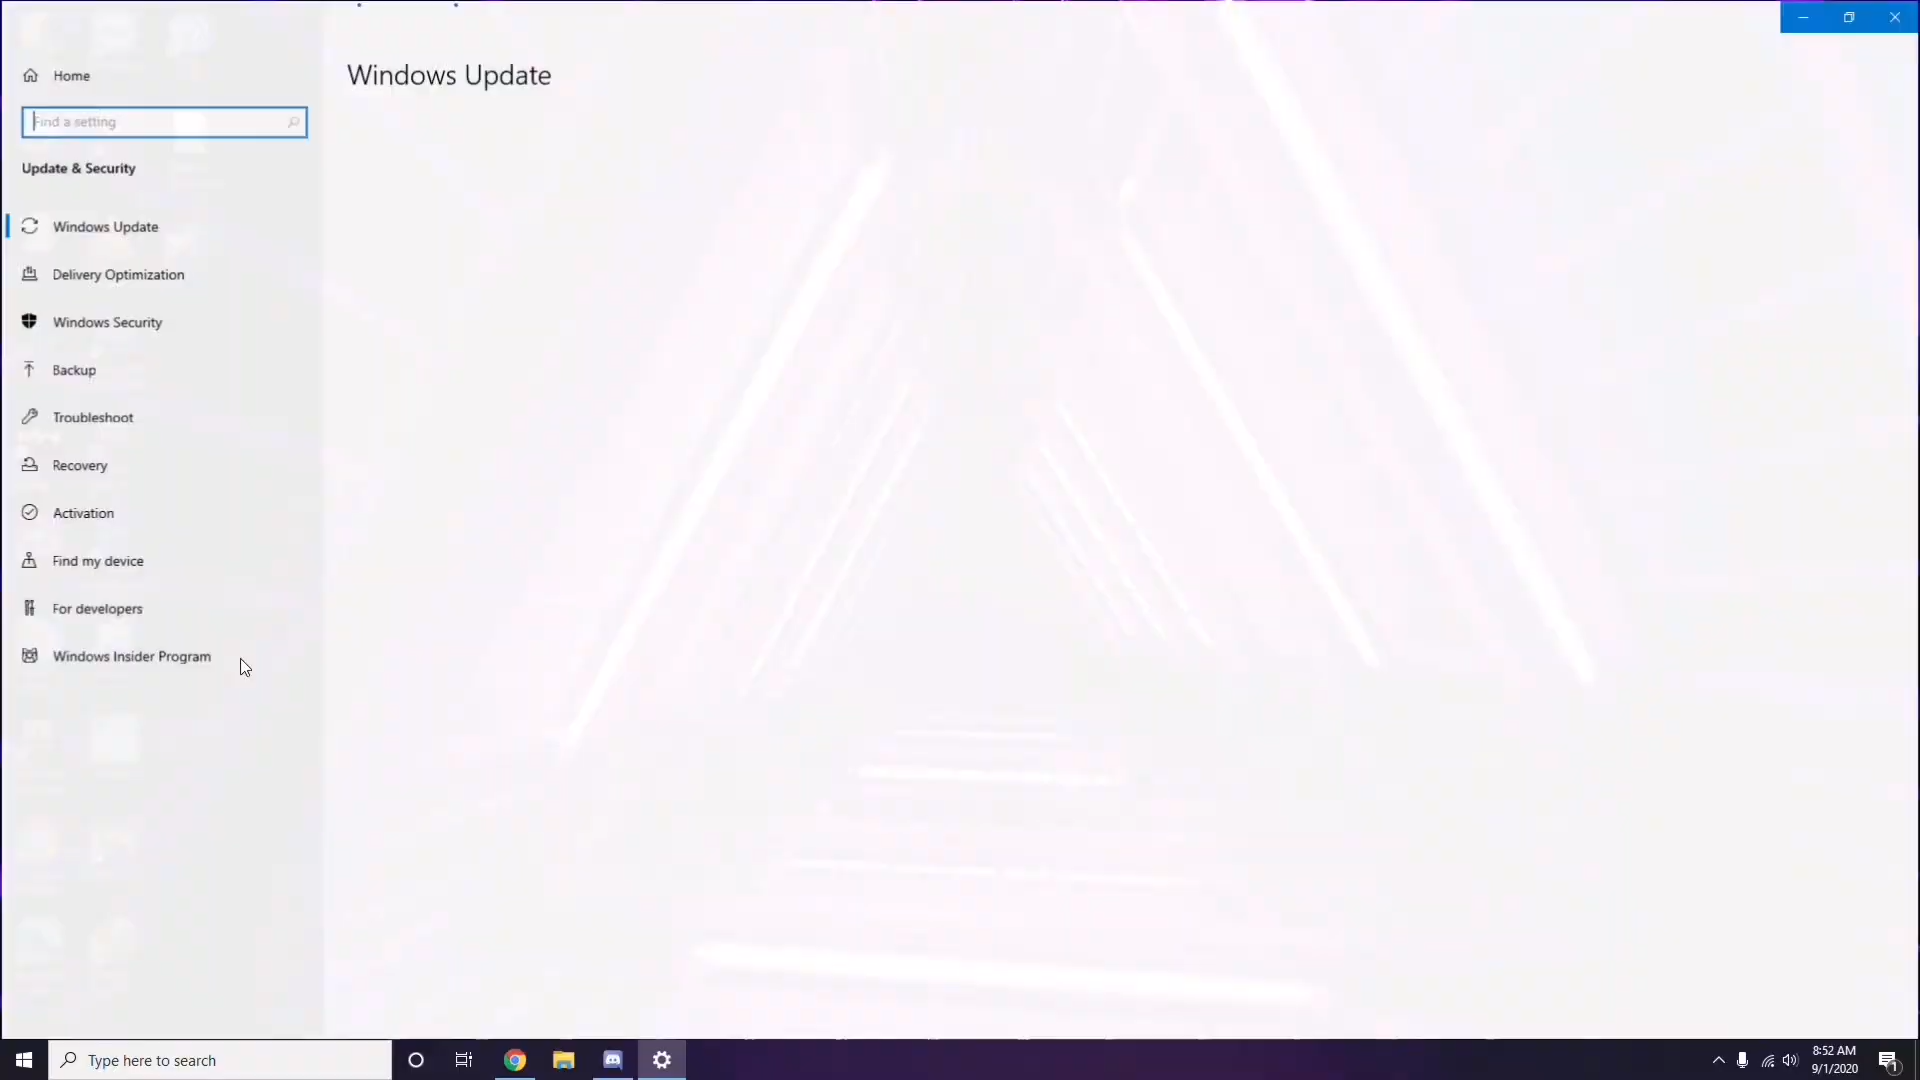 Home
Windows Update
Find a setting
Update & Security
Windows Update
Delivery Optimization
Windows Security
Backup
Troubleshoot
Recovery
Activation
Find my device
For developers
Windows Insider Program
Type here to search
8:52 AM
9/1/2020
1